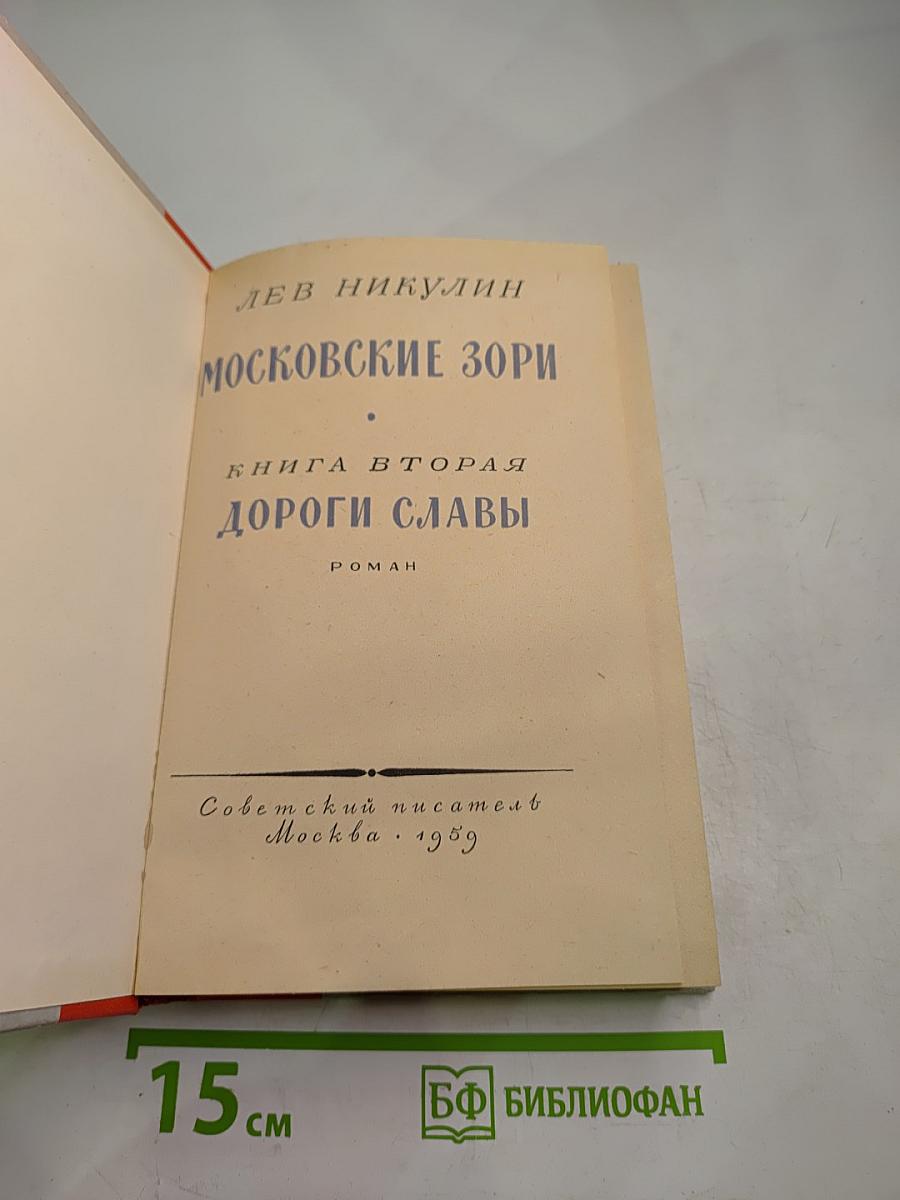 ЛЕВ НИКУЛИН
МОСКОВСКИЕ ЗОРИ
•
КНИГА ВТОРАЯ
ДОРОГИ СЛАВЫ
РОМАН
Советский писатель
Москва · 1959
15 см
БФ БИБЛИОФАН